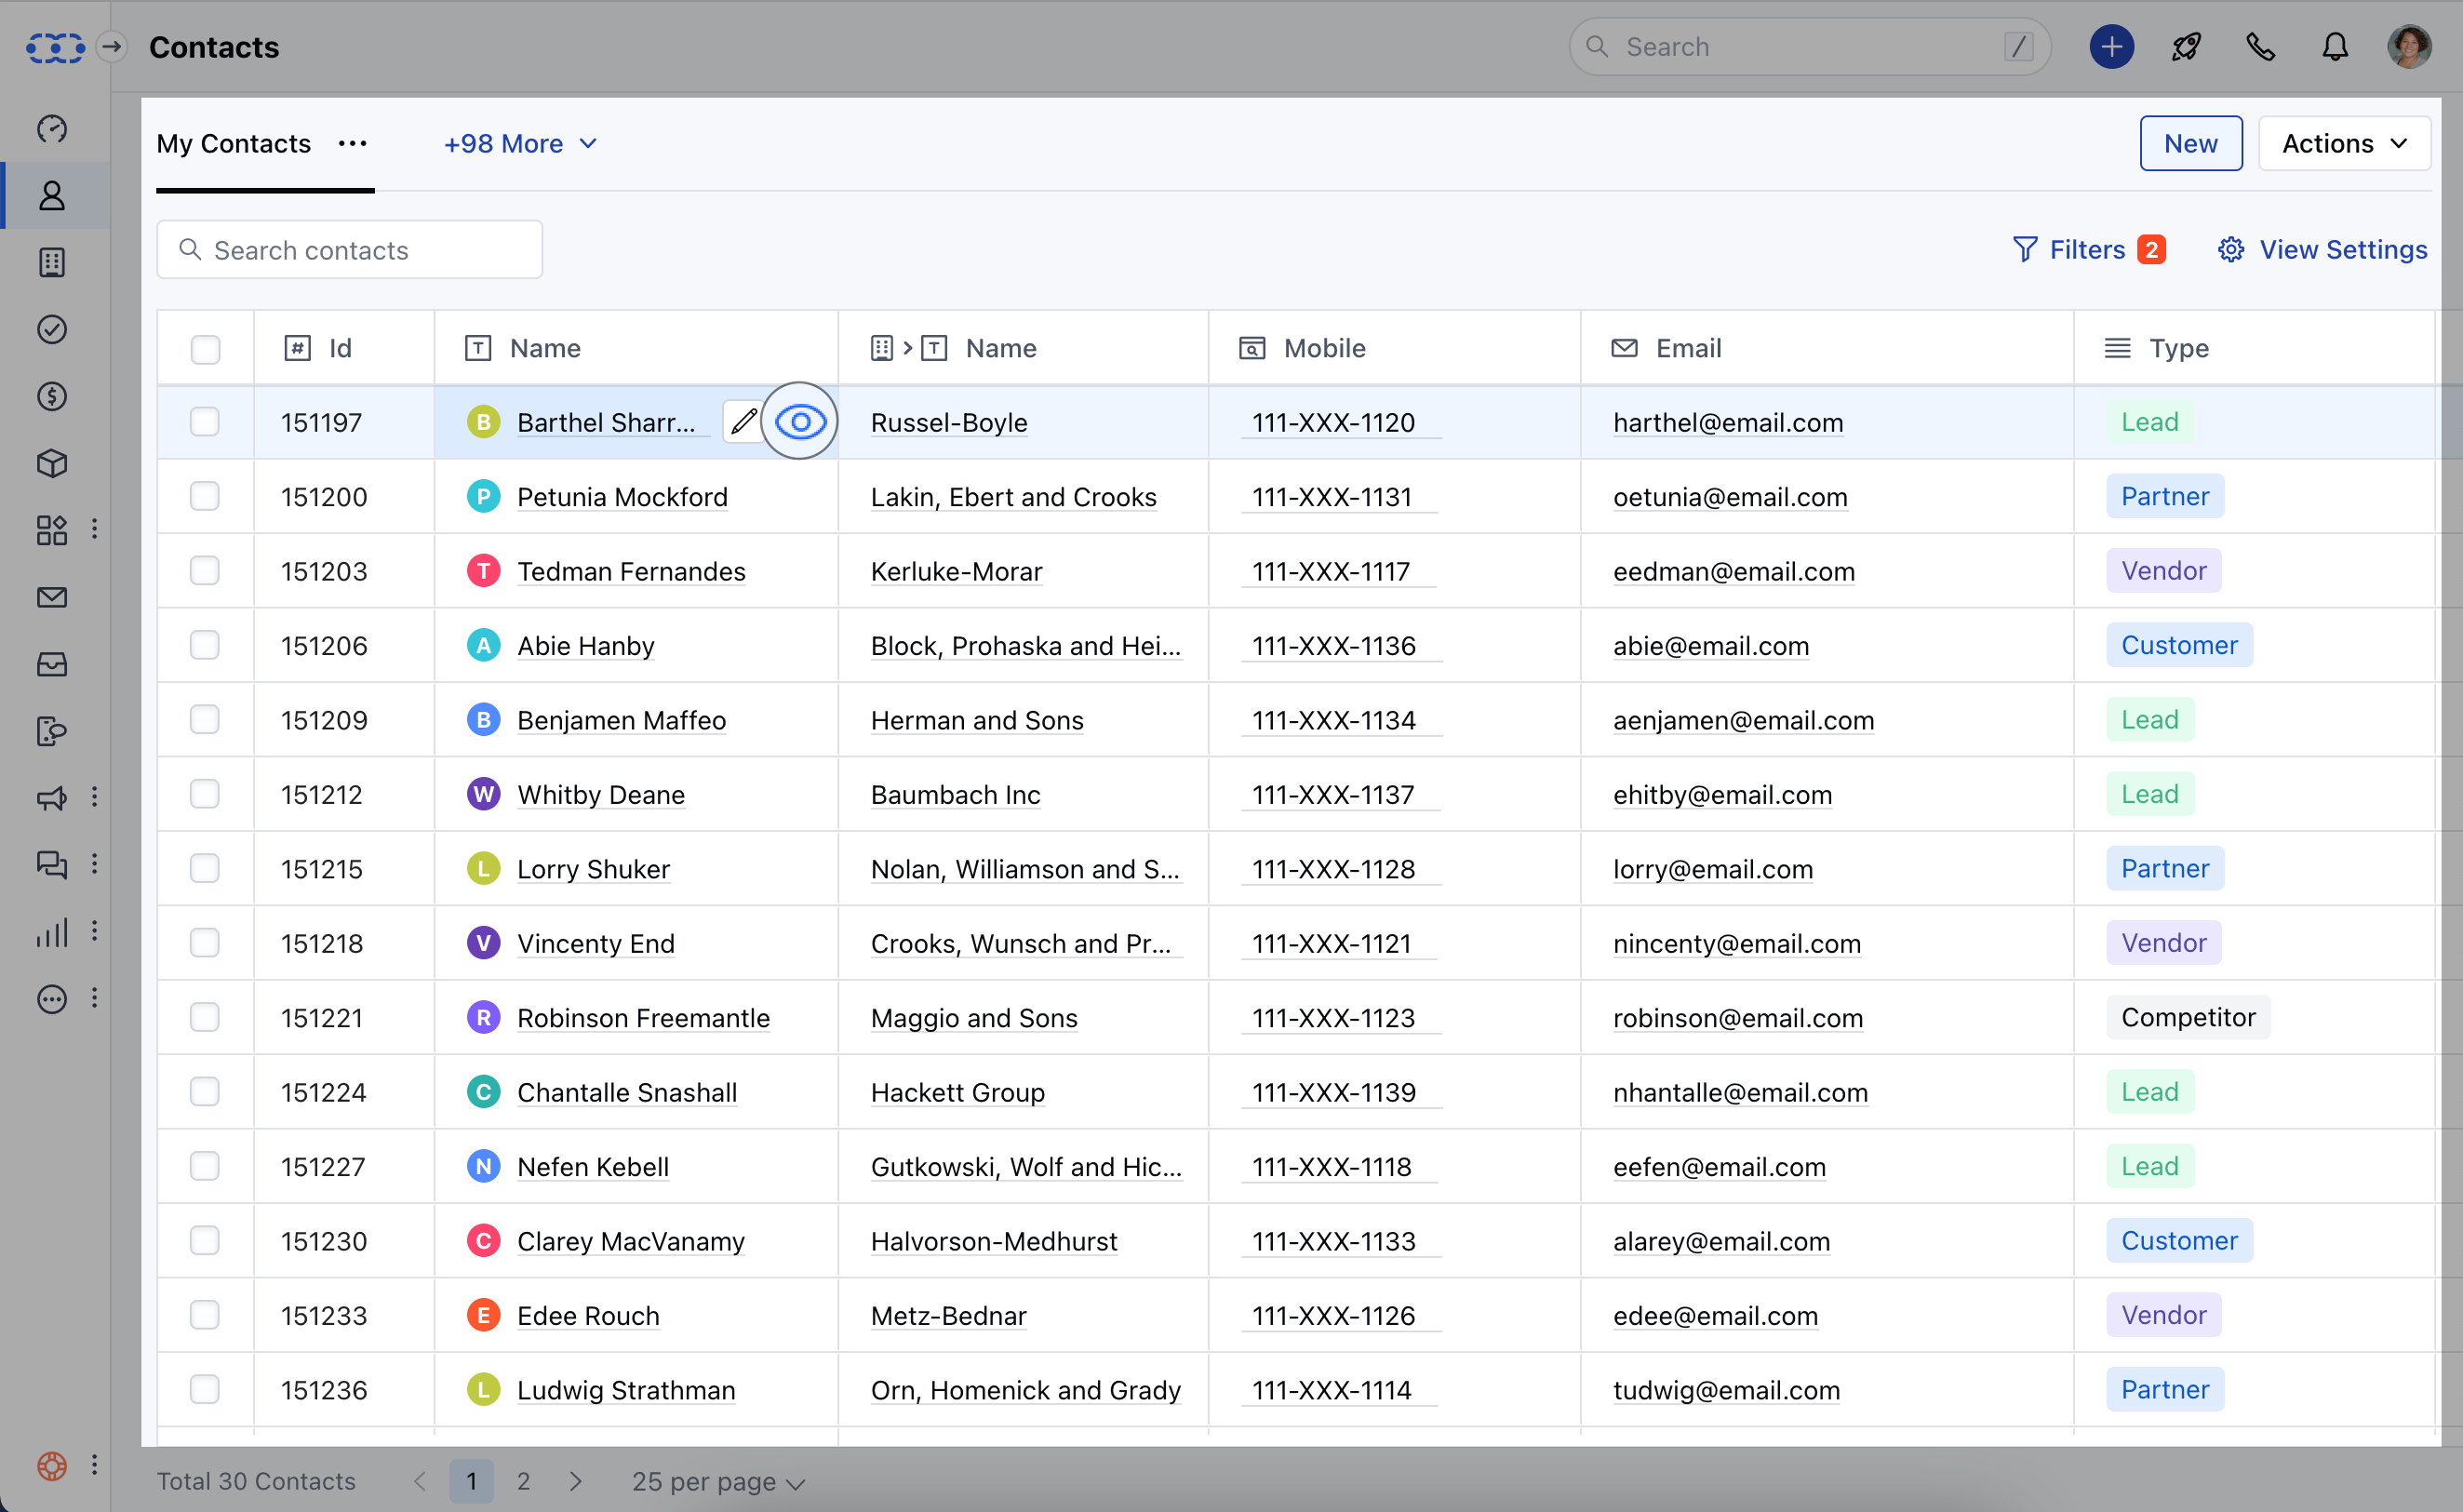 Contacts
Search /
My Contacts +98 More New Actions
Search contacts Filters 2 View Settings
# Id T Name T Name Mobile Email Type
151197 B Barthel Sharr... Russel-Boyle 111-XXX-1120 harthel@email.com Lead
151200 P Petunia Mockford Lakin, Ebert and Crooks 111-XXX-1131 oetunia@email.com Partner
151203 T Tedman Fernandes Kerluke-Morar 111-XXX-1117 eedman@email.com Vendor
151206 A Abie Hanby Block, Prohaska and Hei... 111-XXX-1136 abie@email.com Customer
151209 B Benjamen Maffeo Herman and Sons 111-XXX-1134 aenjamen@email.com Lead
151212 W Whitby Deane Baumbach Inc 111-XXX-1137 ehitby@email.com Lead
151215 L Lorry Shuker Nolan, Williamson and S... 111-XXX-1128 lorry@email.com Partner
151218 V Vincenty End Crooks, Wunsch and Pr... 111-XXX-1121 nincenty@email.com Vendor
151221 R Robinson Freemantle Maggio and Sons 111-XXX-1123 robinson@email.com Competitor
151224 C Chantalle Snashall Hackett Group 111-XXX-1139 nhantalle@email.com Lead
151227 N Nefen Kebell Gutkowski, Wolf and Hic... 111-XXX-1118 eefen@email.com Lead
151230 C Clarey MacVanamy Halvorson-Medhurst 111-XXX-1133 alarey@email.com Customer
151233 E Edee Rouch Metz-Bednar 111-XXX-1126 edee@email.com Vendor
151236 L Ludwig Strathman Orn, Homenick and Grady 111-XXX-1114 tudwig@email.com Partner
Total 30 Contacts 1 2 25 per page